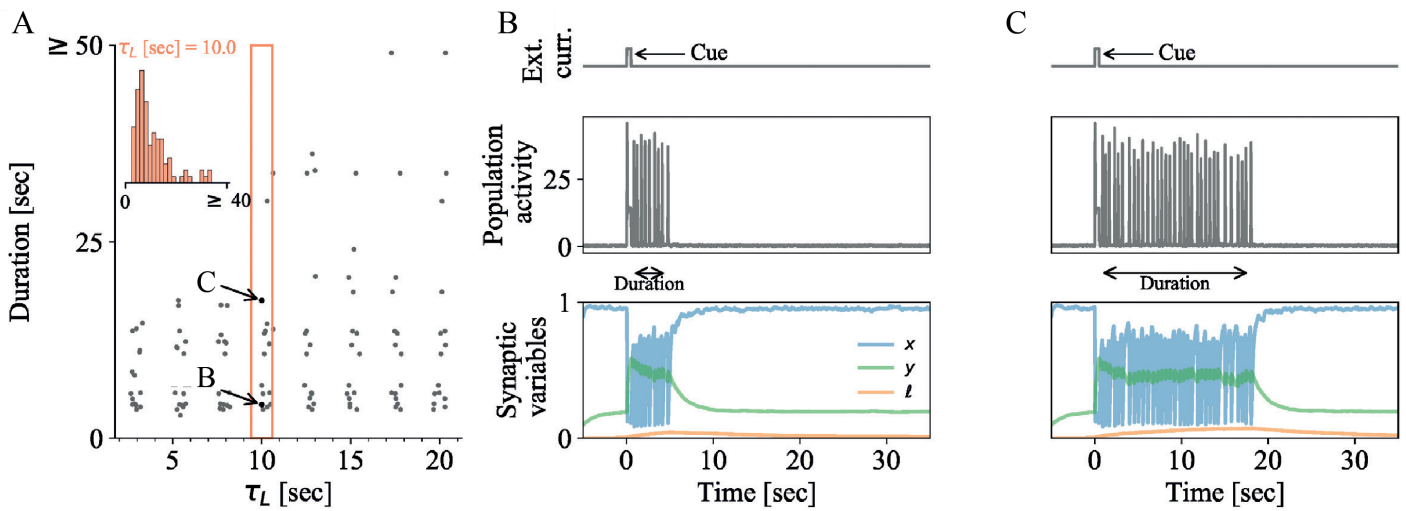 A
≥ 50
25
0
Duration [sec]
τL [sec] = 10.0
0
≥ 40
C
B
5
10
15
20
τL [sec]
B
Ext.
curr.
Cue
Population
activity
25
0
Duration
Synaptic
variables
1
0
x
y
ℓ
0
10
20
30
Time [sec]
C
Cue
Duration
0
10
20
30
Time [sec]